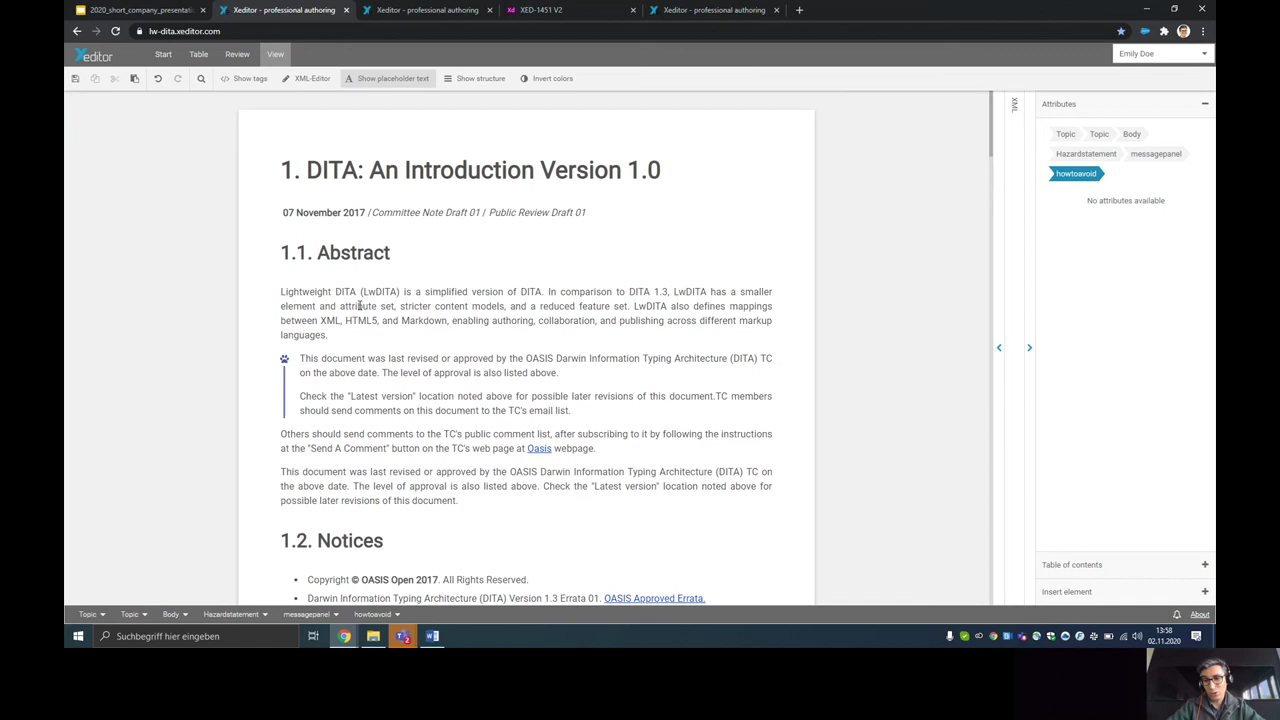 2020_short_company_presentati
Xeditor - professional authoring
Xeditor - professional authoring
XED-1451 V2
Xeditor - professional authoring
lw-dita.xeditor.com
Xeditor
Start
Table
Review
View
Emily Doe
Show tags
XML-Editor
Show placeholder text
Show structure
Invert colors
1. DITA: An Introduction Version 1.0
07 November 2017 / Committee Note Draft 01 / Public Review Draft 01
1.1. Abstract
Lightweight DITA (LwDITA) is a simplified version of DITA. In comparison to DITA 1.3, LwDITA has a smaller
element and attribute set, stricter content models, and a reduced feature set. LwDITA also defines mappings
between XML, HTML5, and Markdown, enabling authoring, collaboration, and publishing across different markup
languages.
This document was last revised or approved by the OASIS Darwin Information Typing Architecture (DITA) TC
on the above date. The level of approval is also listed above.
Check the "Latest version" location noted above for possible later revisions of this document.TC members
should send comments on this document to the TC's email list.
Others should send comments to the TC's public comment list, after subscribing to it by following the instructions
at the "Send A Comment" button on the TC's web page at Oasis webpage.
This document was last revised or approved by the OASIS Darwin Information Typing Architecture (DITA) TC on
the above date. The level of approval is also listed above. Check the "Latest version" location noted above for
possible later revisions of this document.
1.2. Notices
• Copyright © OASIS Open 2017. All Rights Reserved.
• Darwin Information Typing Architecture (DITA) Version 1.3 Errata 01. OASIS Approved Errata.
XML
Attributes
Topic Topic Body
Hazardstatement messagepanel
howtoavoid
No attributes available
Table of contents
Insert element
Topic Topic Body Hazardstatement messagepanel howtoavoid
About
Suchbegriff hier eingeben
13:58
02.11.2020